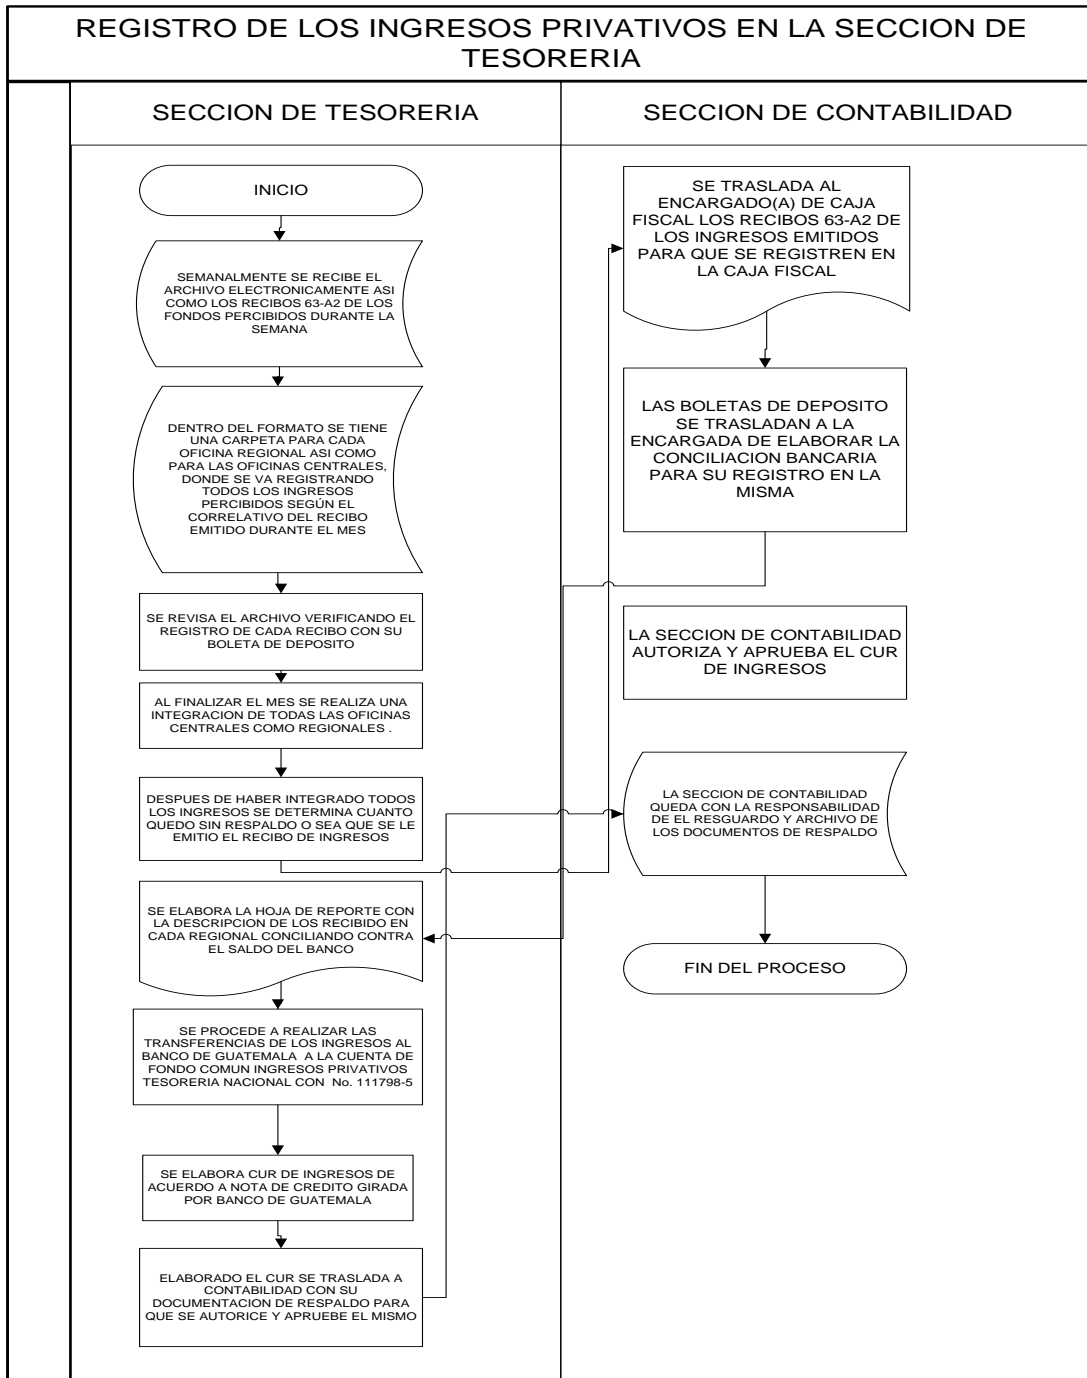 REGISTRO DE LOS INGRESOS PRIVATIVOS EN LA SECCION DE
TESORERIA
SECCION DE TESORERIA
SECCION DE CONTABILIDAD
INICIO
SEMANALMENTE SE RECIBE EL
ARCHIVO ELECTRONICAMENTE ASI
COMO LOS RECIBOS 63-A2 DE LOS
FONDOS PERCIBIDOS DURANTE LA
SEMANA
DENTRO DEL FORMATO SE TIENE
UNA CARPETA PARA CADA
OFICINA REGIONAL ASI COMO
PARA LAS OFICINAS CENTRALES,
DONDE SE VA REGISTRANDO
TODOS LOS INGRESOS
PERCIBIDOS SEGÚN EL
CORRELATIVO DEL RECIBO
EMITIDO DURANTE EL MES
SE REVISA EL ARCHIVO VERIFICANDO EL
REGISTRO DE CADA RECIBO CON SU
BOLETA DE DEPOSITO
AL FINALIZAR EL MES SE REALIZA UNA
INTEGRACION DE TODAS LAS OFICINAS
CENTRALES COMO REGIONALES .
DESPUES DE HABER INTEGRADO TODOS
LOS INGRESOS SE DETERMINA CUANTO
QUEDO SIN RESPALDO O SEA QUE SE LE
EMITIO EL RECIBO DE INGRESOS
SE ELABORA LA HOJA DE REPORTE CON
LA DESCRIPCION DE LOS RECIBIDO EN
CADA REGIONAL CONCILIANDO CONTRA
EL SALDO DEL BANCO
SE PROCEDE A REALIZAR LAS
TRANSFERENCIAS DE LOS INGRESOS AL
BANCO DE GUATEMALA A LA CUENTA DE
FONDO COMUN INGRESOS PRIVATIVOS
TESORERIA NACIONAL CON No. 111798-5
SE ELABORA CUR DE INGRESOS DE
ACUERDO A NOTA DE CREDITO GIRADA
POR BANCO DE GUATEMALA
ELABORADO EL CUR SE TRASLADA A
CONTABILIDAD CON SU
DOCUMENTACION DE RESPALDO PARA
QUE SE AUTORICE Y APRUEBE EL MISMO
SE TRASLADA AL
ENCARGADO(A) DE CAJA
FISCAL LOS RECIBOS 63-A2 DE
LOS INGRESOS EMITIDOS
PARA QUE SE REGISTREN EN
LA CAJA FISCAL
LAS BOLETAS DE DEPOSITO
SE TRASLADAN A LA
ENCARGADA DE ELABORAR LA
CONCILIACION BANCARIA
PARA SU REGISTRO EN LA
MISMA
LA SECCION DE CONTABILIDAD
AUTORIZA Y APRUEBA EL CUR
DE INGRESOS
LA SECCION DE CONTABILIDAD
QUEDA CON LA RESPONSABILIDAD
DE EL RESGUARDO Y ARCHIVO DE
LOS DOCUMENTOS DE RESPALDO
FIN DEL PROCESO